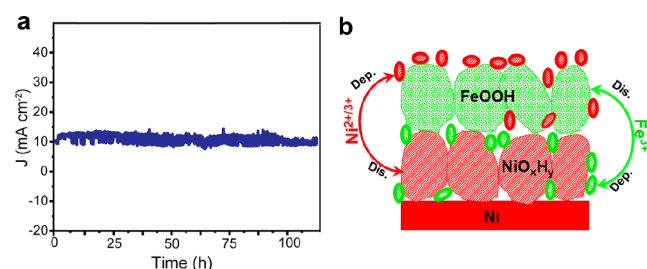 a
J (mA cm⁻²)
40
30
20
10
0
-10
-20
0
25
50
75
100
Time (h)
b
Dep.
Ni²⁺/³⁺
Dis.
FeOOH
NiOₓHᵧ
Ni
Dis.
Fe³⁺
Dep.